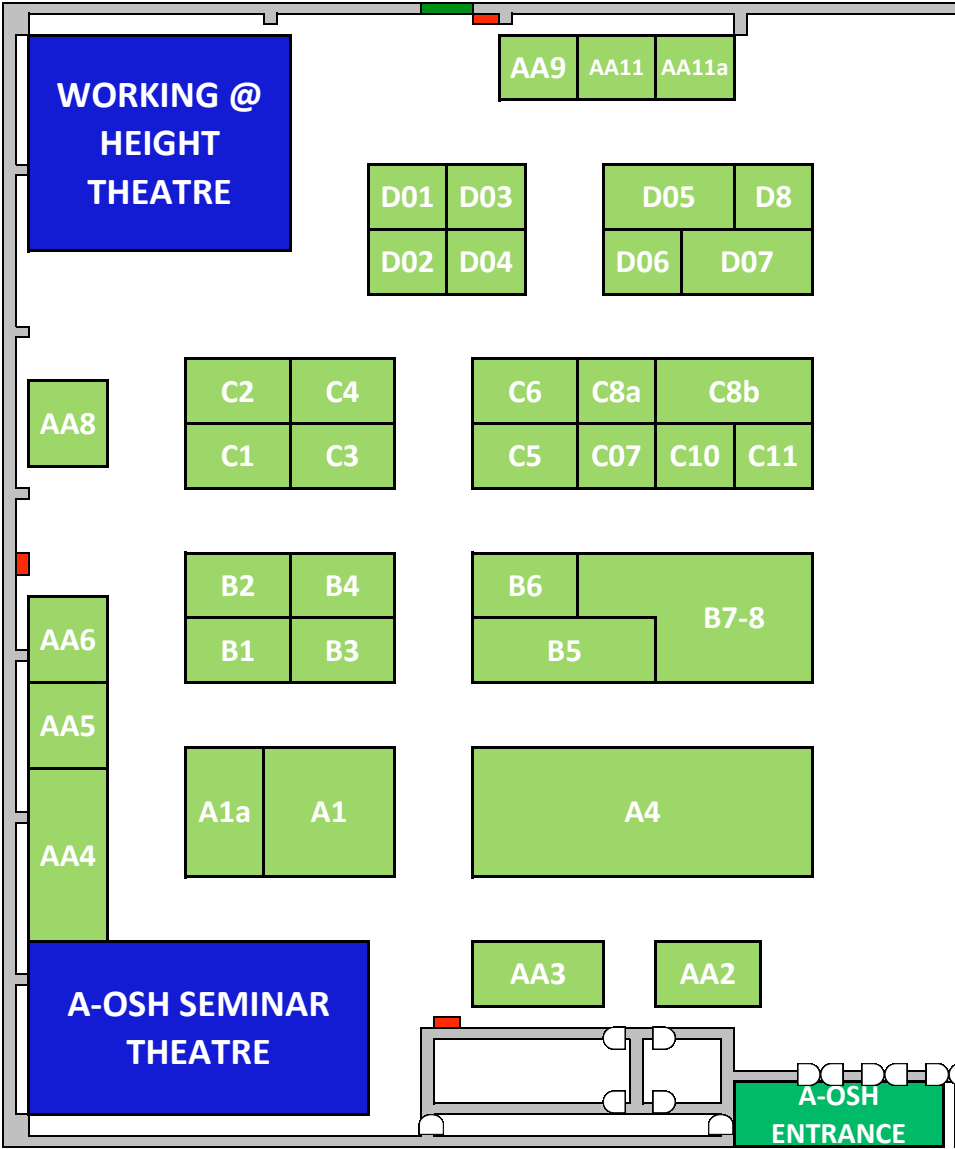 AA9 AA11 AA11a
WORKING @
HEIGHT
THEATRE
D01 D03 D05 D8
D02 D04 D06 D07
C2 C4 C6 C8a C8b
AA8
C1 C3 C5 C07 C10 C11
B2 B4 B6
B7-8
AA6
B1 B3 B5
AA5
A1a A1 A4
AA4
AA3 AA2
A-OSH SEMINAR
THEATRE
A-OSH
ENTRANCE